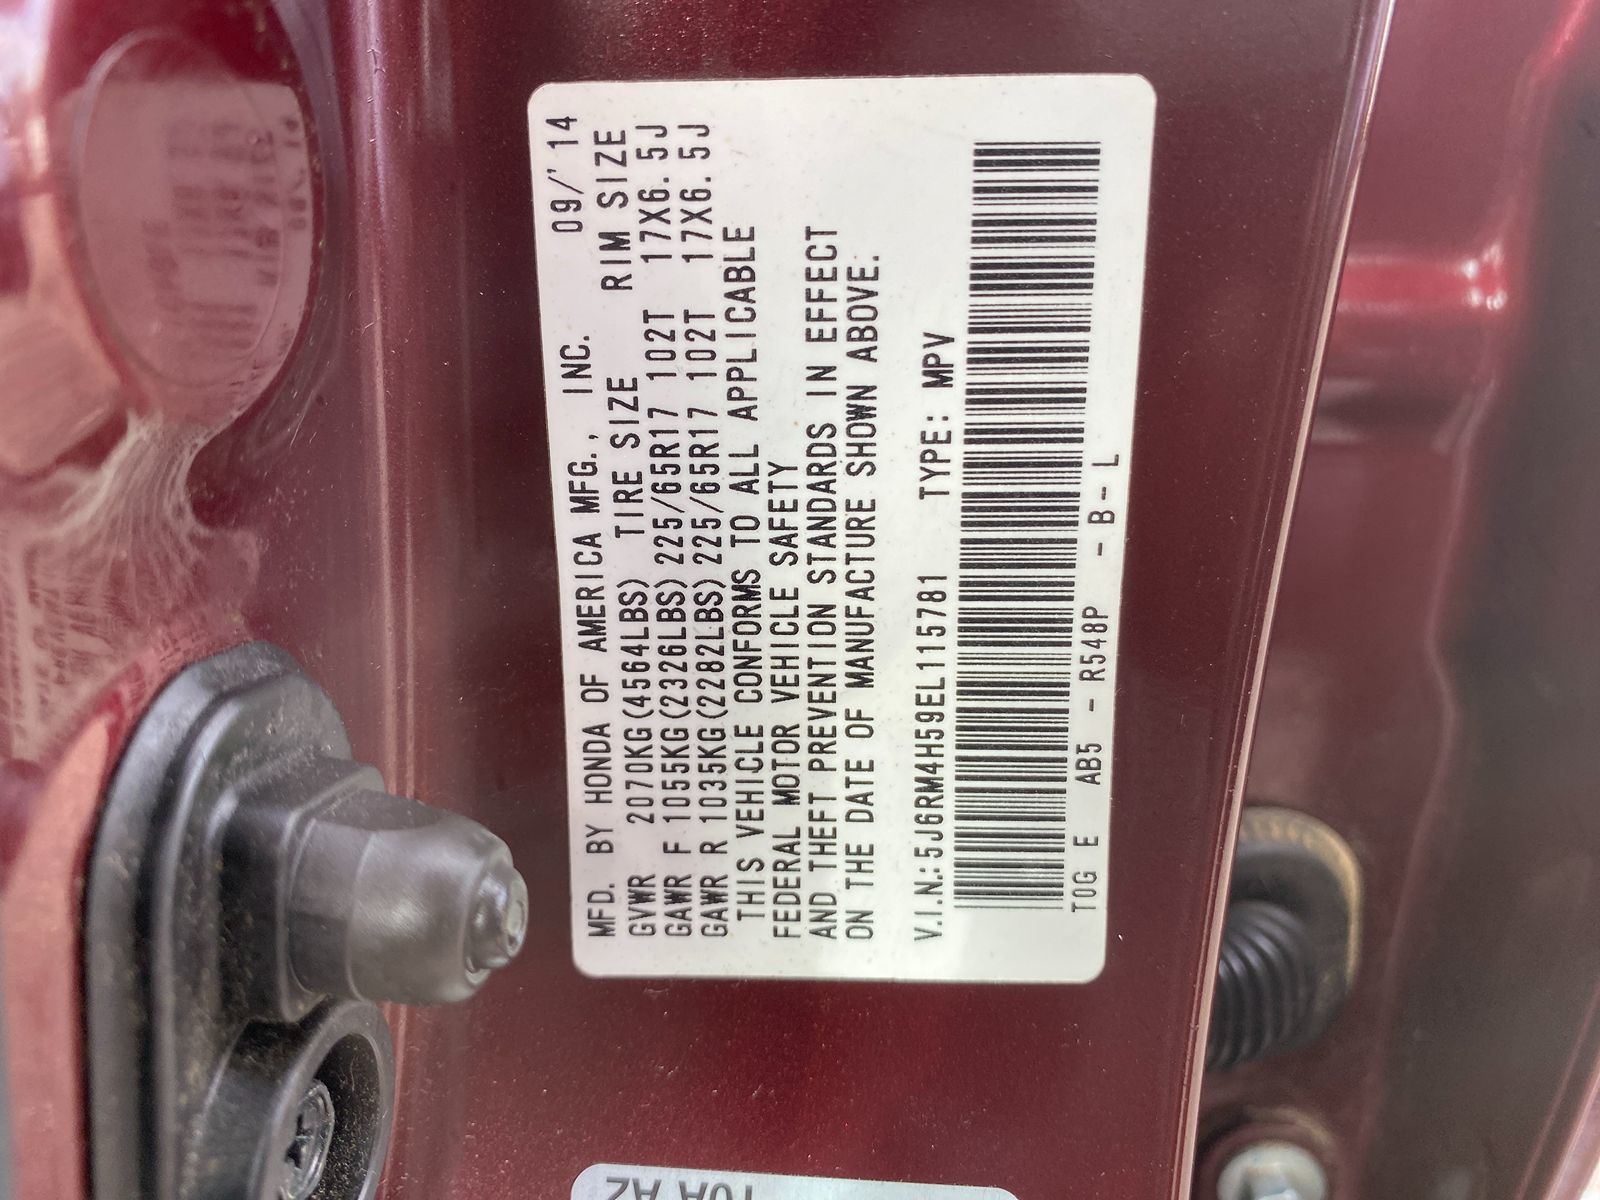 09/'14
MFD. BY HONDA OF AMERICA MFG., INC.
GVWR 2070KG(4564LBS) TIRE SIZE RIM SIZE
GAWR F 1055KG(2326LBS) 225/65R17 102T 17X6.5J
GAWR R 1035KG(2282LBS) 225/65R17 102T 17X6.5J
THIS VEHICLE CONFORMS TO ALL APPLICABLE
FEDERAL MOTOR VEHICLE SAFETY
AND THEFT PREVENTION STANDARDS IN EFFECT
ON THE DATE OF MANUFACTURE SHOWN ABOVE.
V.I.N.:5J6RM4H59EL115781 TYPE: MPV
T0G E AB5 - R548P - B- L